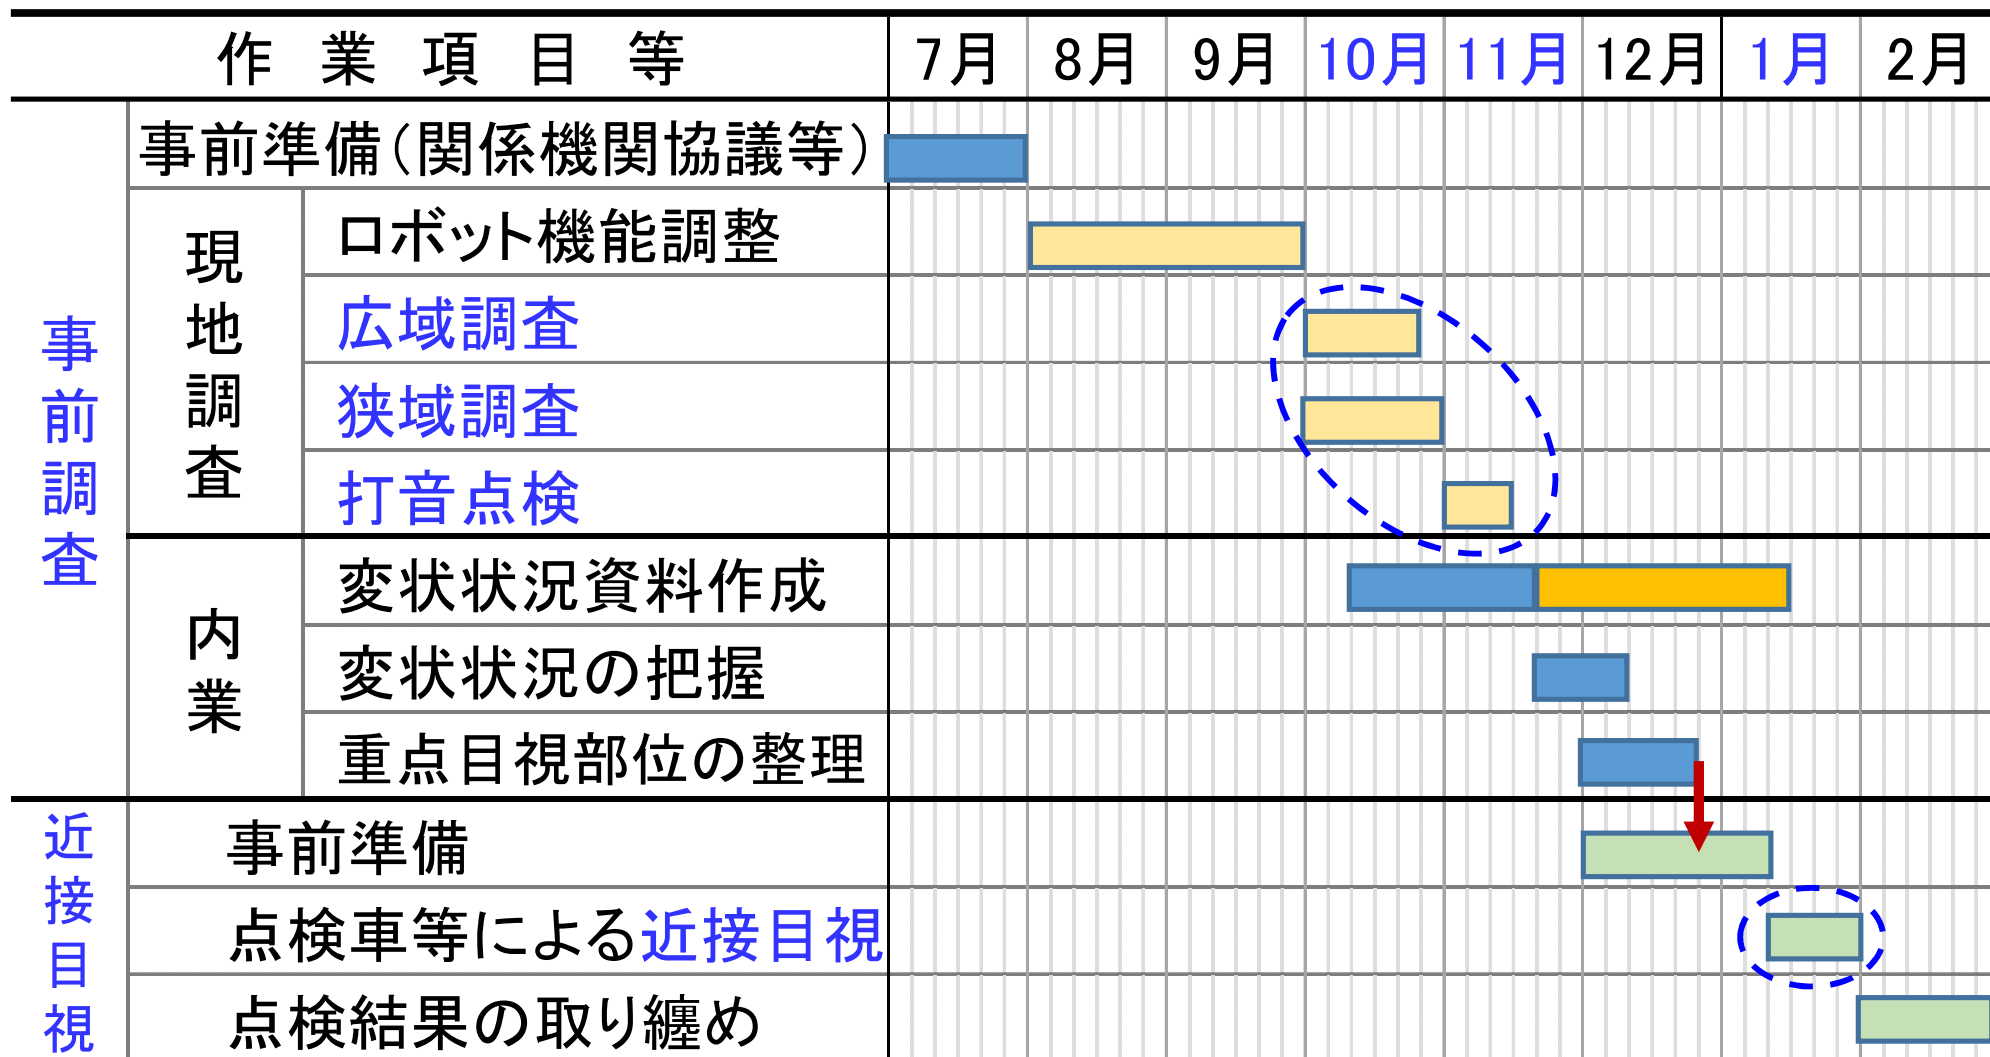 作業項目等 7月 8月 9月 10月 11月 12月 1月 2月
事前調査
事前準備(関係機関協議等)
現地調査
ロボット機能調整
広域調査
狭域調査
打音点検
内業
変状状況資料作成
変状状況の把握
重点目視部位の整理
近接目視
事前準備
点検車等による近接目視
点検結果の取り纏め